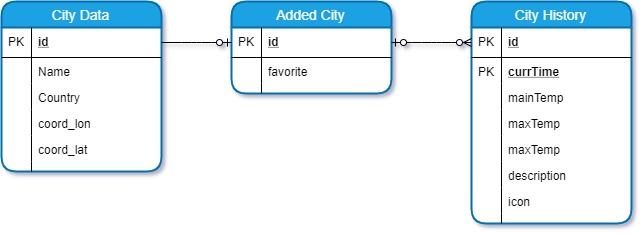 City Data
PK id
Name
Country
coord_lon
coord_lat
Added City
PK id
favorite
City History
PK id
PK currTime
mainTemp
maxTemp
maxTemp
description
icon